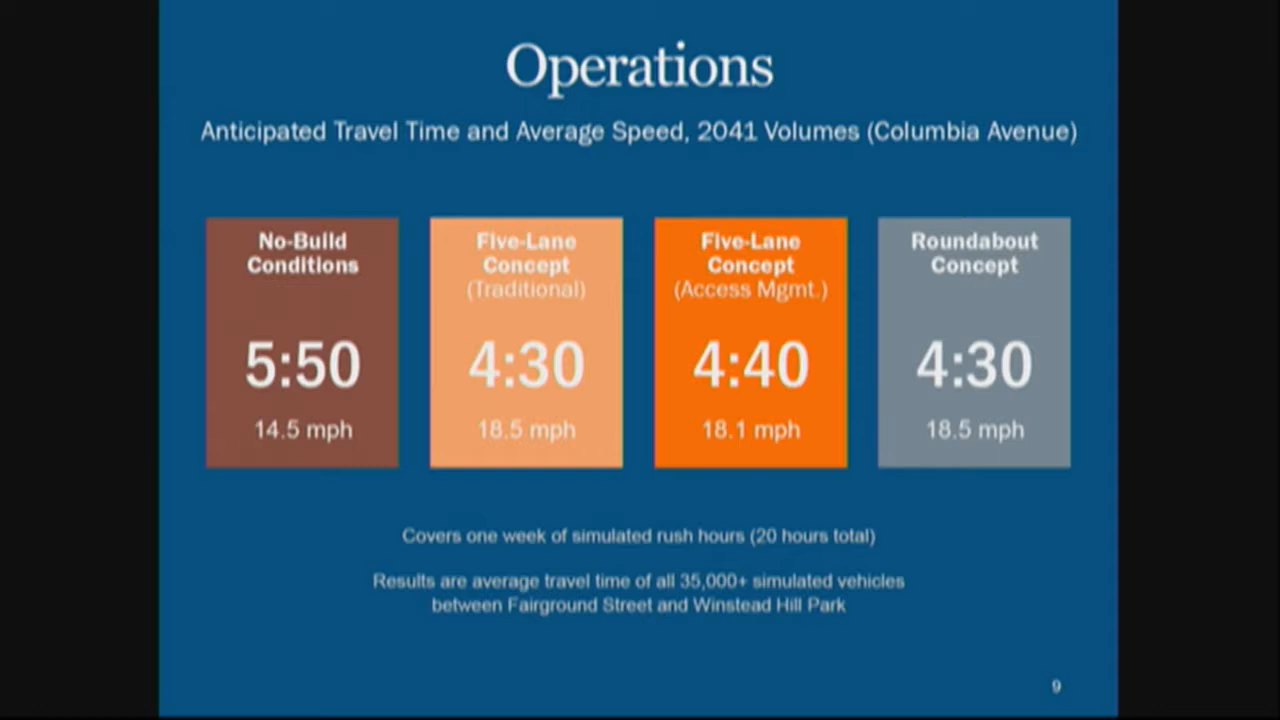 Operations
Anticipated Travel Time and Average Speed, 2041 Volumes (Columbia Avenue)
No-Build
Conditions
5:50
14.5 mph
Five-Lane
Concept
(Traditional)
4:30
18.5 mph
Five-Lane
Concept
(Access Mgmt.)
4:40
18.1 mph
Roundabout
Concept
4:30
18.5 mph
Covers one week of simulated rush hours (20 hours total)
Results are average travel time of all 35,000+ simulated vehicles
between Fairground Street and Winstead Hill Park
9